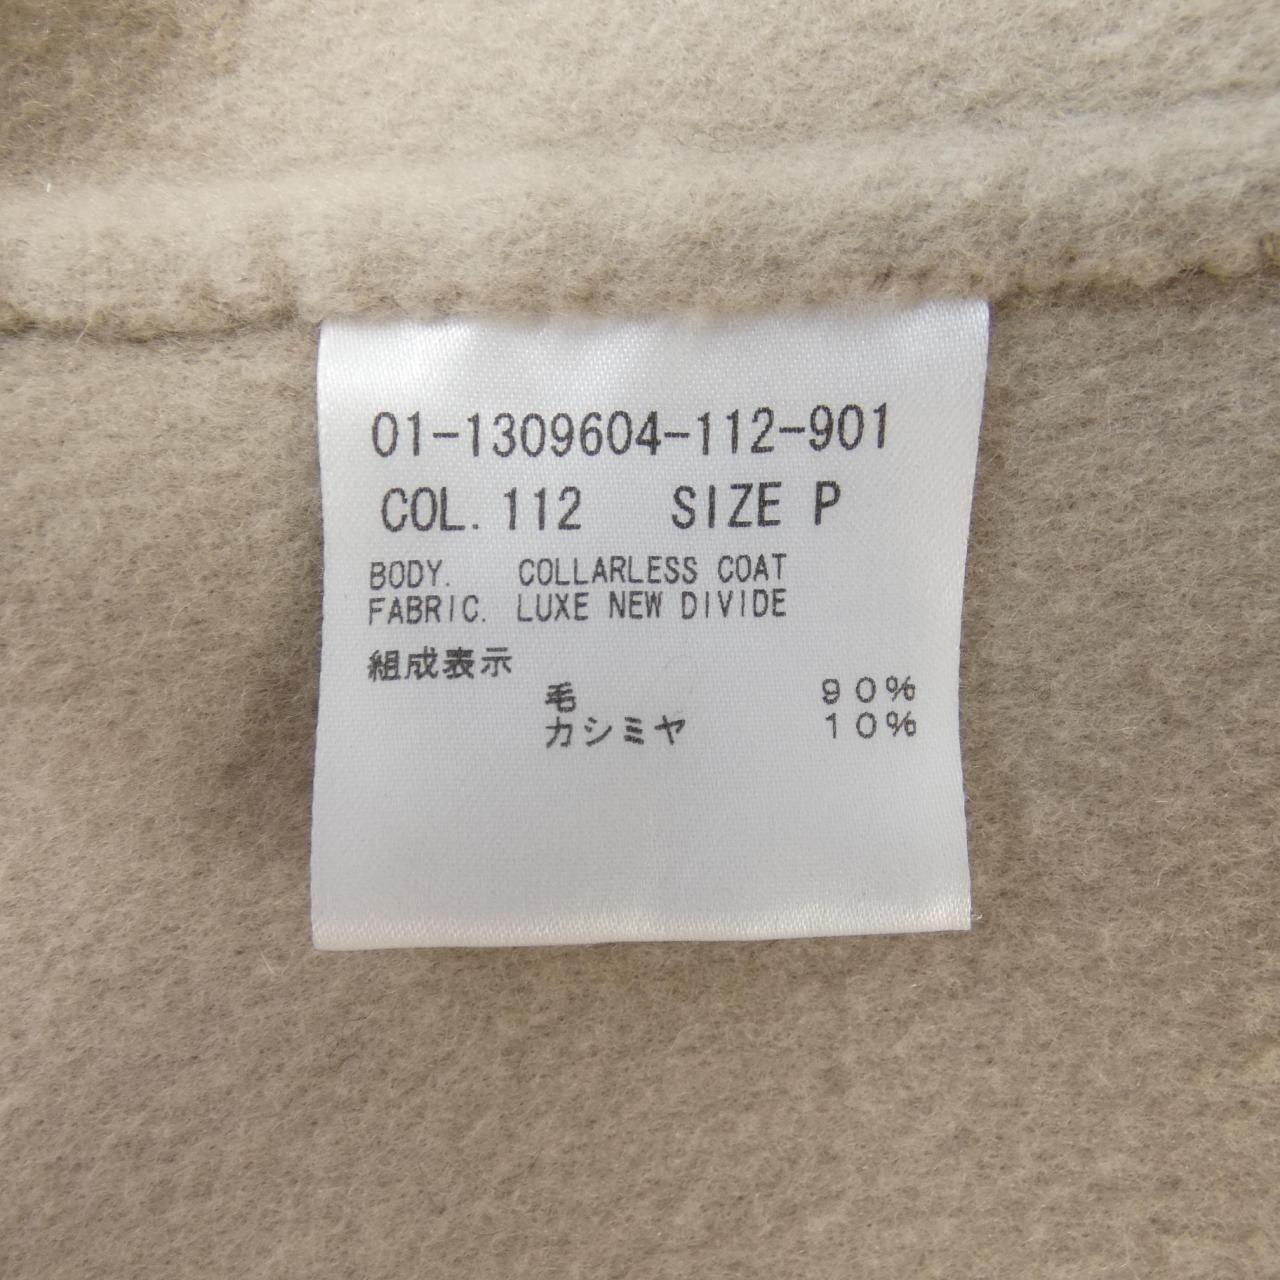 01-1309604-112-901
COL. 112 SIZE P
BODY. COLLARLESS COAT
FABRIC. LUXE NEW DIVIDE
組成表示
毛 90%
カシミヤ 10%